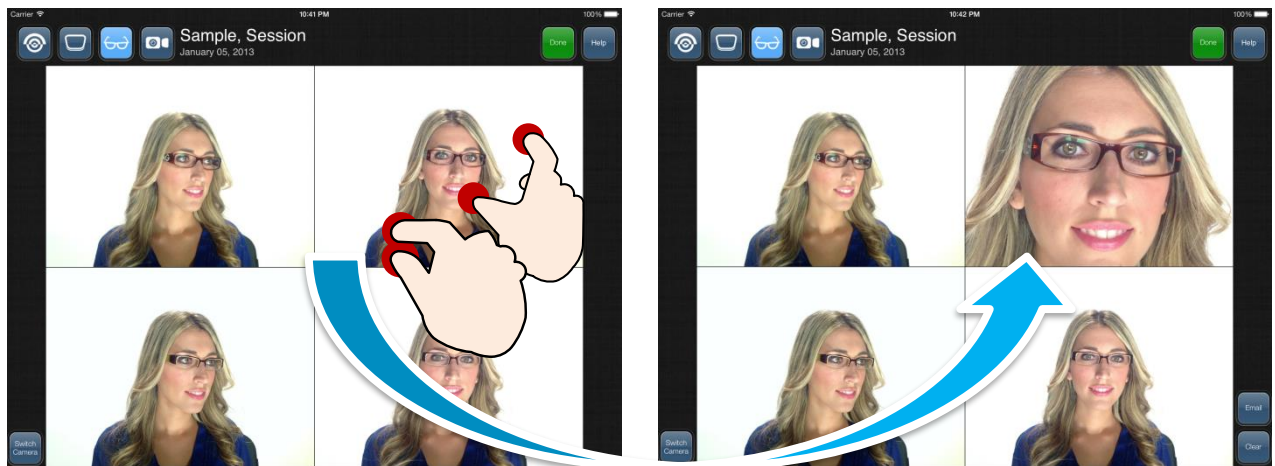 Carrier
10:41 PM
100%
Sample, Session
January 05, 2013
Done
Help
Switch
Camera
Carrier
10:42 PM
100%
Sample, Session
January 05, 2013
Done
Help
Switch
Camera
Email
Clear